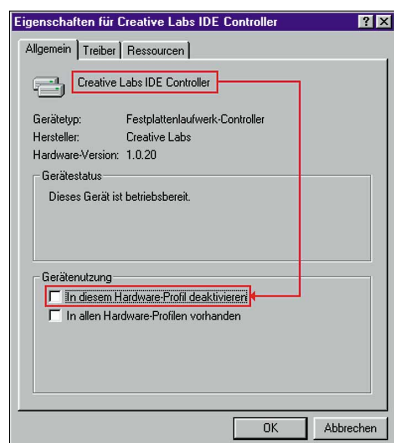 Eigenschaften für Creative Labs IDE Controller
Allgemein Treiber Ressourcen
Creative Labs IDE Controller
Gerätetyp: Festplattenlaufwerk-Controller
Hersteller: Creative Labs
Hardware-Version: 1.0.20
Gerätestatus
Dieses Gerät ist betriebsbereit.
Gerätenutzung
In diesem Hardware-Profil deaktivieren
In allen Hardware-Profilen vorhanden
OK Abbrechen